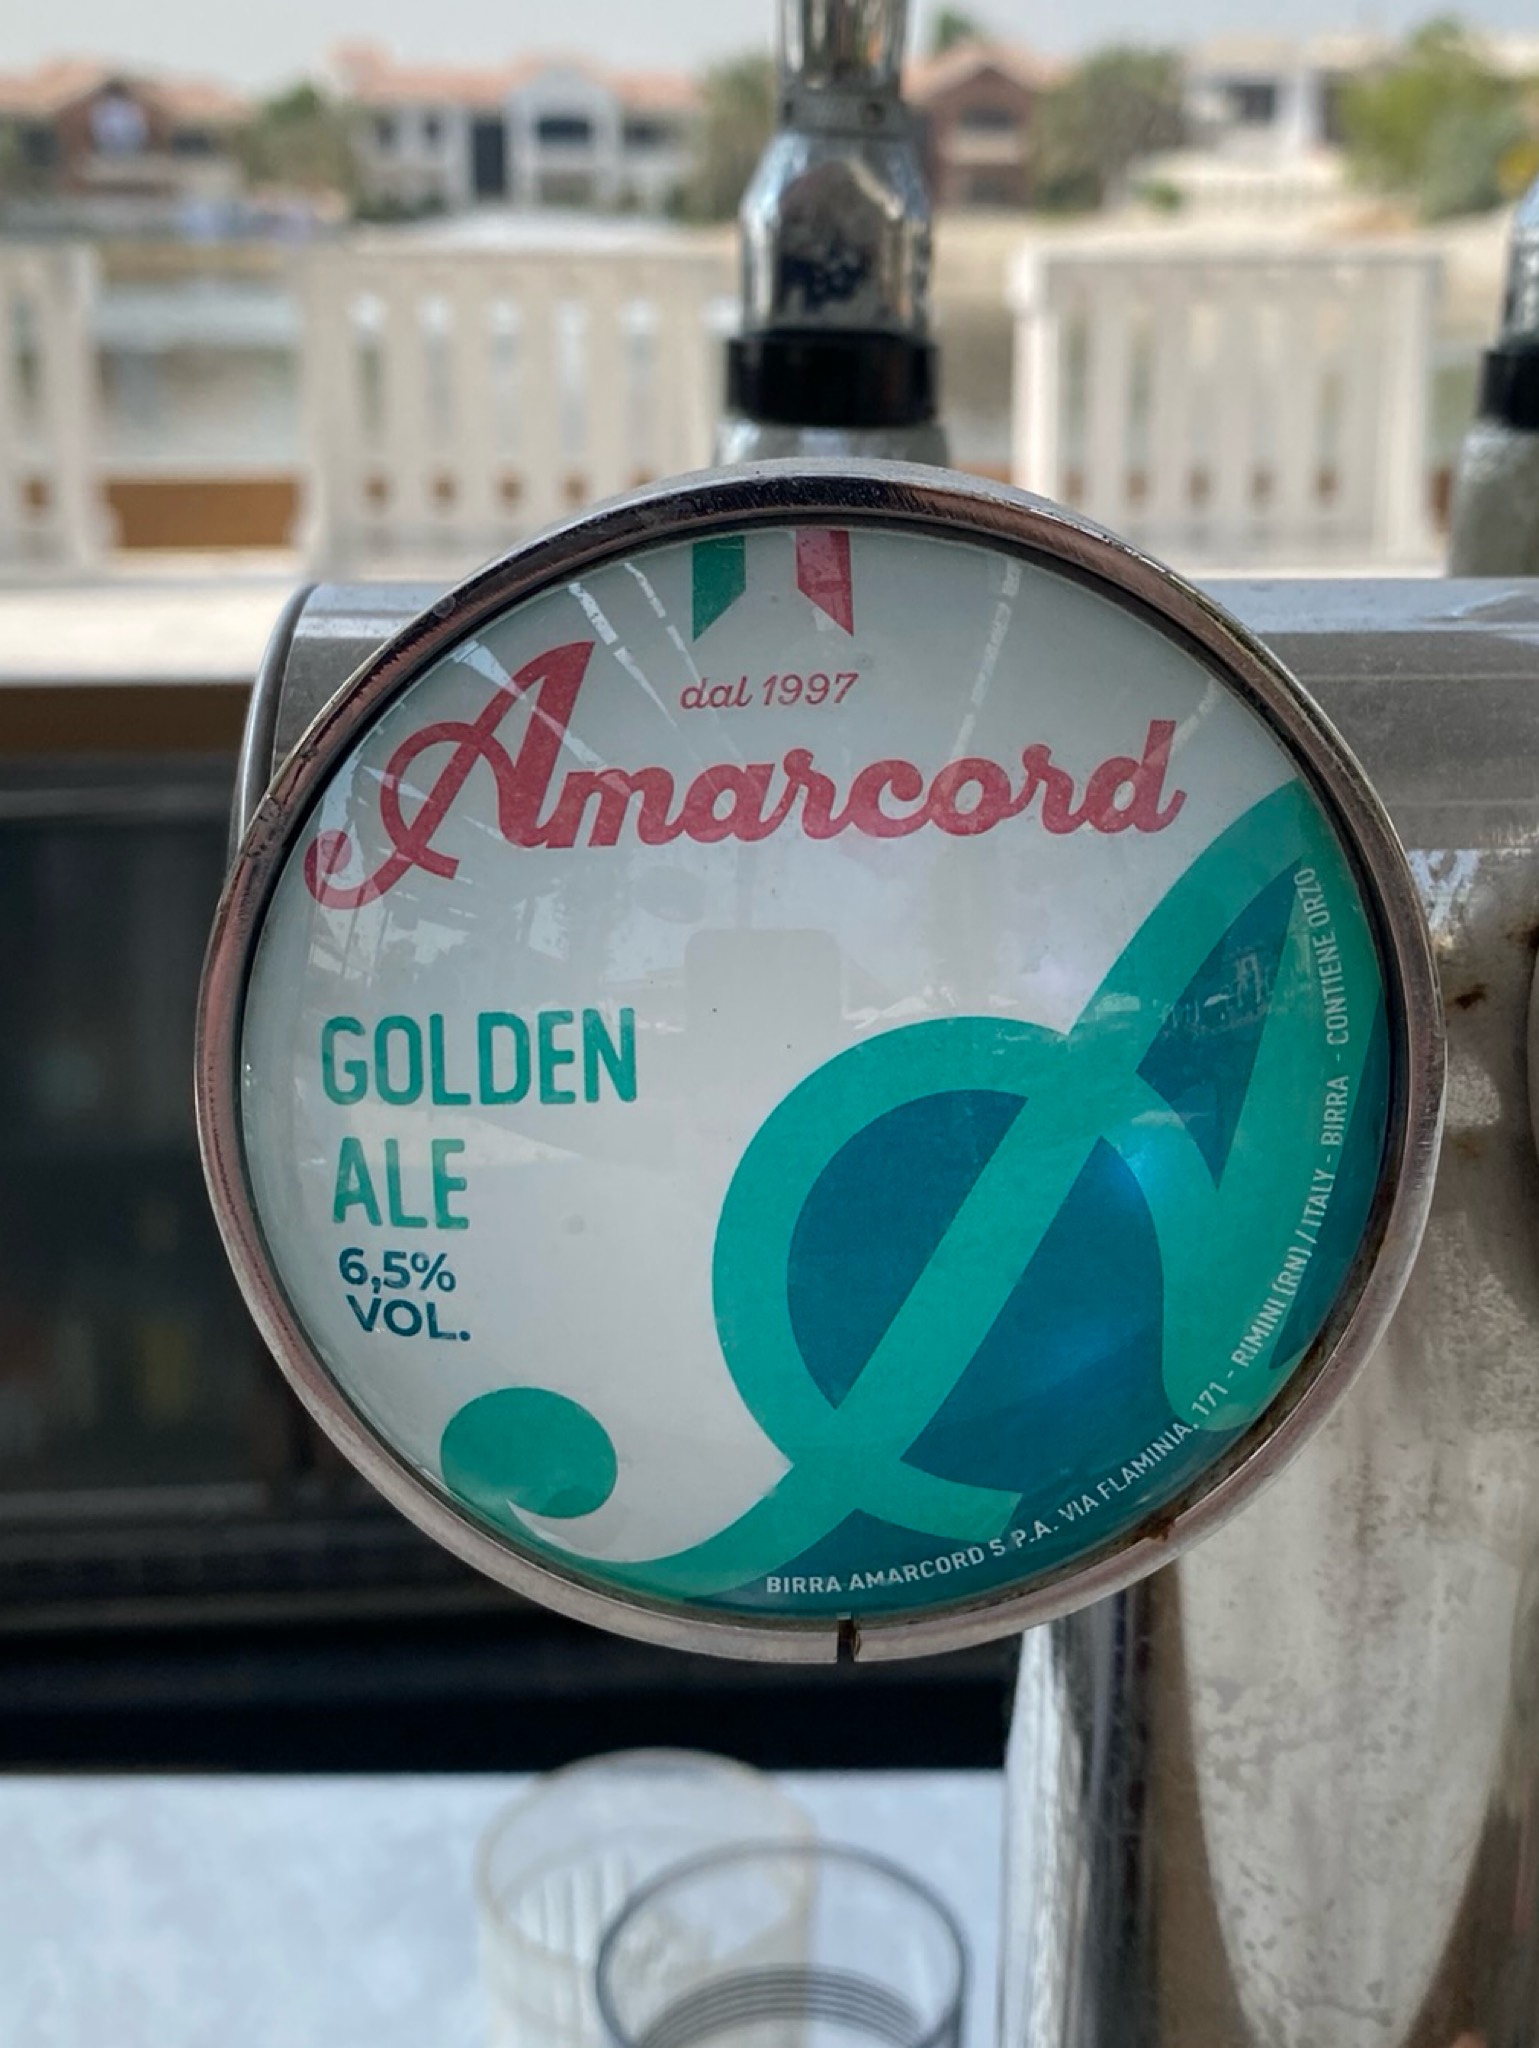 dal 1997
Amarcord
GOLDEN
ALE
6,5%
VOL.
BIRRA AMARCORD S P.A. VIA FLAMINIA, 171 - RIMINI (RN) / ITALY - BIRRA - CONTIENE ORZO